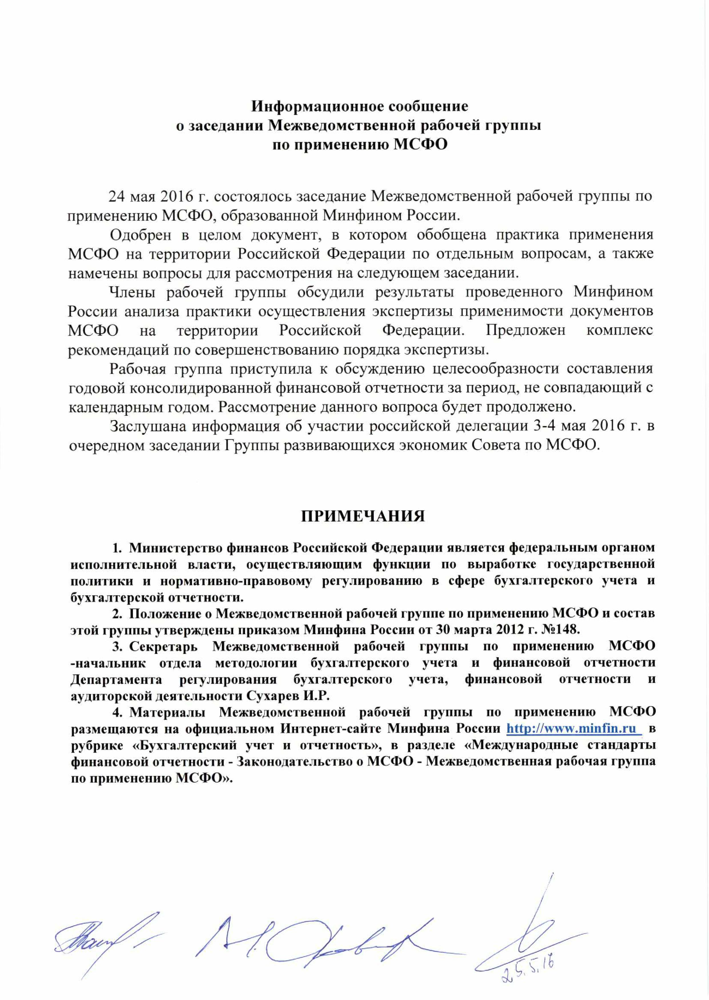 Информационное сообщение
о заседании Межведомственной рабочей группы
по применению МСФО
24 мая 2016 г. состоялось заседание Межведомственной рабочей группы по
применению МСФО, образованной Минфином России.
Одобрен в целом документ, в котором обобщена практика применения
МСФО на территории Российской Федерации по отдельным вопросам, а также
намечены вопросы для рассмотрения на следующем заседании.
Члены рабочей группы обсудили результаты проведенного Минфином
России анализа практики осуществления экспертизы применимости документов
МСФО на территории Российской Федерации. Предложен комплекс
рекомендаций по совершенствованию порядка экспертизы.
Рабочая группа приступила к обсуждению целесообразности составления
годовой консолидированной финансовой отчетности за период, не совпадающий с
календарным годом. Рассмотрение данного вопроса будет продолжено.
Заслушана информация об участии российской делегации 3-4 мая 2016 г. в
очередном заседании Группы развивающихся экономик Совета по МСФО.
ПРИМЕЧАНИЯ
1. Министерство финансов Российской Федерации является федеральным органом
исполнительной власти, осуществляющим функции по выработке государственной
политики и нормативно-правовому регулированию в сфере бухгалтерского учета и
бухгалтерской отчетности.
2. Положение о Межведомственной рабочей группе по применению МСФО и состав
этой группы утверждены приказом Минфина России от 30 марта 2012 г. №148.
3. Секретарь Межведомственной рабочей группы по применению МСФО
-начальник отдела методологии бухгалтерского учета и финансовой отчетности
Департамента регулирования бухгалтерского учета, финансовой отчетности и
аудиторской деятельности Сухарев И.Р.
4. Материалы Межведомственной рабочей группы по применению МСФО
размещаются на официальном Интернет-сайте Минфина России http://www.minfin.ru в
рубрике «Бухгалтерский учет и отчетность», в разделе «Международные стандарты
финансовой отчетности - Законодательство о МСФО - Межведомственная рабочая группа
по применению МСФО».
25.5.16